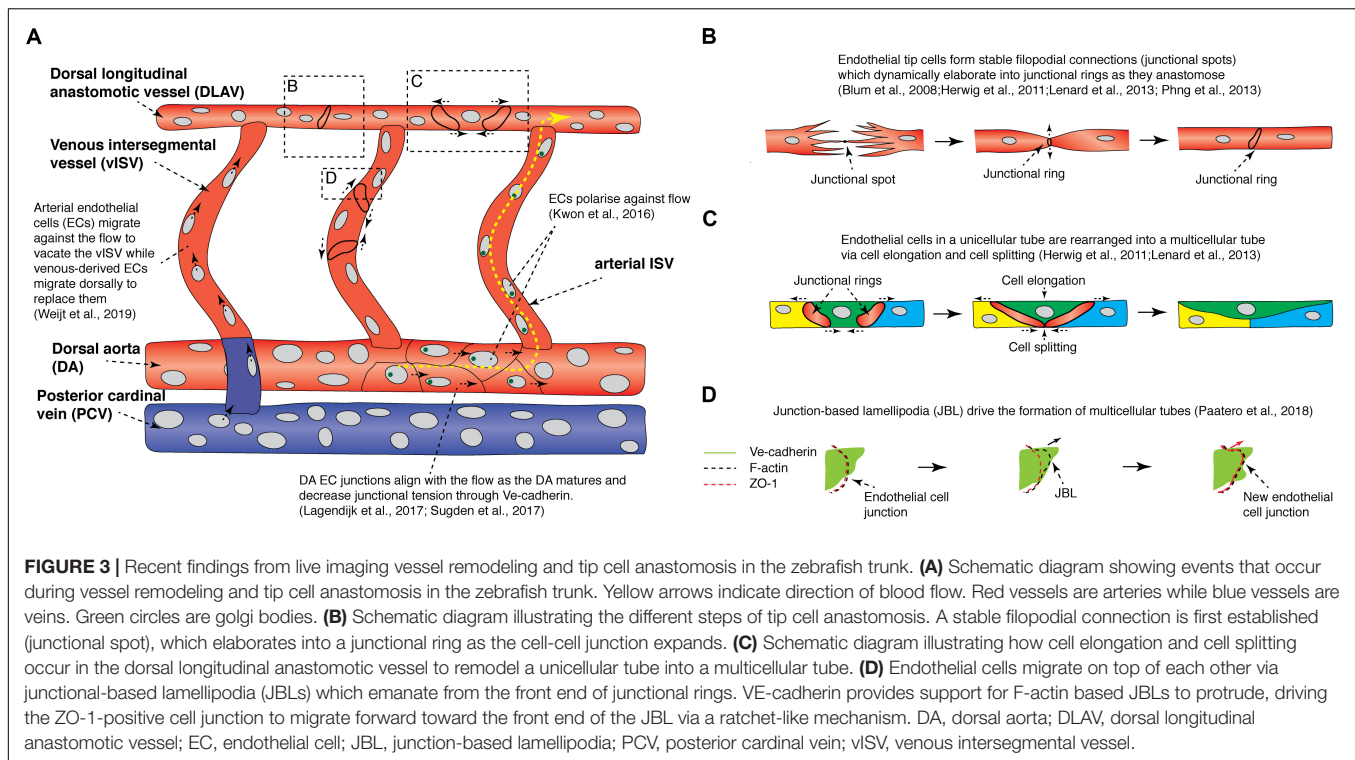 A
Dorsal longitudinal
anastomotic vessel (DLAV)
B
C
Venous intersegmental
vessel (vISV)
D
Arterial endothelial
cells (ECs) migrate
against the flow to
vacate the vISV while
venous-derived ECs
migrate dorsally to
replace them
(Weijt et al., 2019)
ECs polarise against flow
(Kwon et al., 2016)
arterial ISV
Dorsal aorta
(DA)
Posterior cardinal
vein (PCV)
DA EC junctions align with the flow as the DA matures and
decrease junctional tension through Ve-cadherin.
(Lagendijk et al., 2017; Sugden et al., 2017)
B
Endothelial tip cells form stable filopodial connections (junctional spots)
which dynamically elaborate into junctional rings as they anastomose
(Blum et al., 2008;Herwig et al., 2011;Lenard et al., 2013; Phng et al., 2013)
Junctional spot
Junctional ring
Junctional ring
C
Endothelial cells in a unicellular tube are rearranged into a multicellular tube
via cell elongation and cell splitting (Herwig et al., 2011;Lenard et al., 2013)
Junctional rings
Cell elongation
Cell splitting
D
Junction-based lamellipodia (JBL) drive the formation of multicellular tubes (Paatero et al., 2018)
Ve-cadherin
F-actin
ZO-1
Endothelial cell
junction
JBL
New endothelial
cell junction
FIGURE 3 | Recent findings from live imaging vessel remodeling and tip cell anastomosis in the zebrafish trunk. (A) Schematic diagram showing events that occur
during vessel remodeling and tip cell anastomosis in the zebrafish trunk. Yellow arrows indicate direction of blood flow. Red vessels are arteries while blue vessels are
veins. Green circles are golgi bodies. (B) Schematic diagram illustrating the different steps of tip cell anastomosis. A stable filopodial connection is first established
(junctional spot), which elaborates into a junctional ring as the cell-cell junction expands. (C) Schematic diagram illustrating how cell elongation and cell splitting
occur in the dorsal longitudinal anastomotic vessel to remodel a unicellular tube into a multicellular tube. (D) Endothelial cells migrate on top of each other via
junctional-based lamellipodia (JBLs) which emanate from the front end of junctional rings. VE-cadherin provides support for F-actin based JBLs to protrude, driving
the ZO-1-positive cell junction to migrate forward toward the front end of the JBL via a ratchet-like mechanism. DA, dorsal aorta; DLAV, dorsal longitudinal
anastomotic vessel; EC, endothelial cell; JBL, junction-based lamellipodia; PCV, posterior cardinal vein; vISV, venous intersegmental vessel.